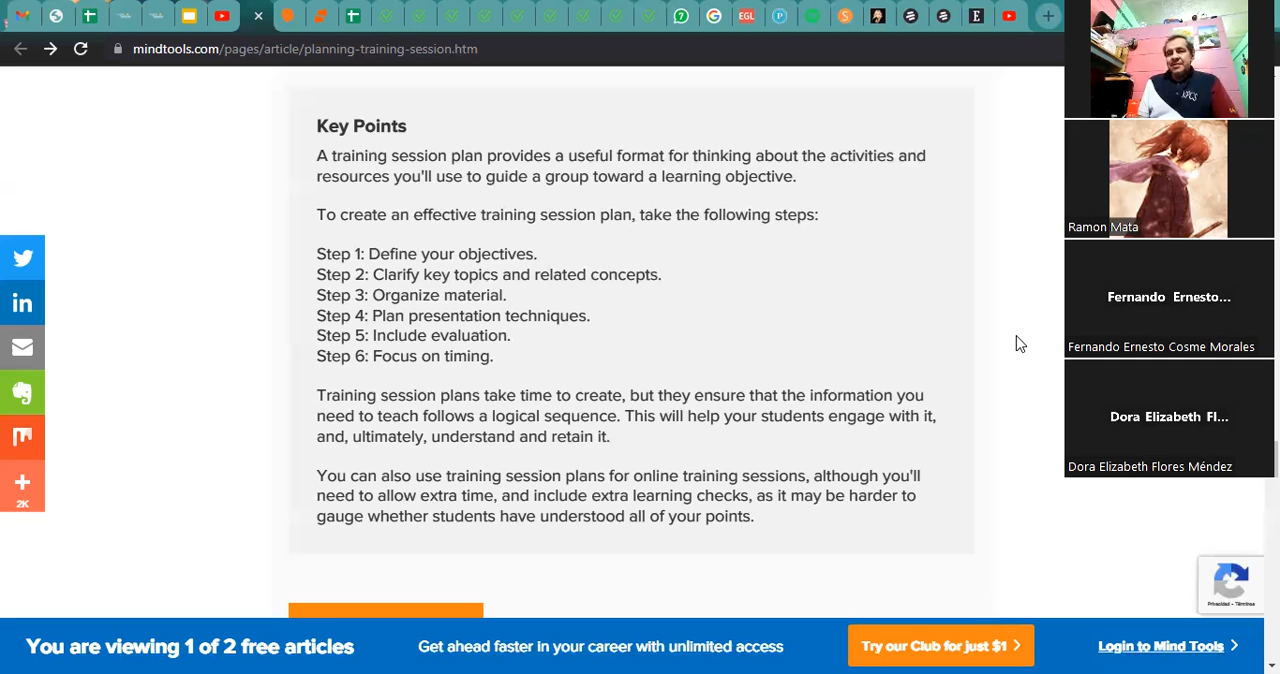 mindtools.com/pages/article/planning-training-session.htm
EGL
Key Points
A training session plan provides a useful format for thinking about the activities and
resources you'll use to guide a group toward a learning objective.
To create an effective training session plan, take the following steps:
Step 1: Define your objectives.
Step 2: Clarify key topics and related concepts.
Step 3: Organize material.
Step 4: Plan presentation techniques.
Step 5: Include evaluation.
Step 6: Focus on timing.
Training session plans take time to create, but they ensure that the information you
need to teach follows a logical sequence. This will help your students engage with it,
and, ultimately, understand and retain it.
You can also use training session plans for online training sessions, although you'll
need to allow extra time, and include extra learning checks, as it may be harder to
gauge whether students have understood all of your points.
2K
Ramon Mata
Fernando Ernesto...
Fernando Ernesto Cosme Morales
Dora Elizabeth Fl...
Dora Elizabeth Flores Méndez
Privacidad - Términos
You are viewing 1 of 2 free articles
Get ahead faster in your career with unlimited access
Try our Club for just $1
Login to Mind Tools